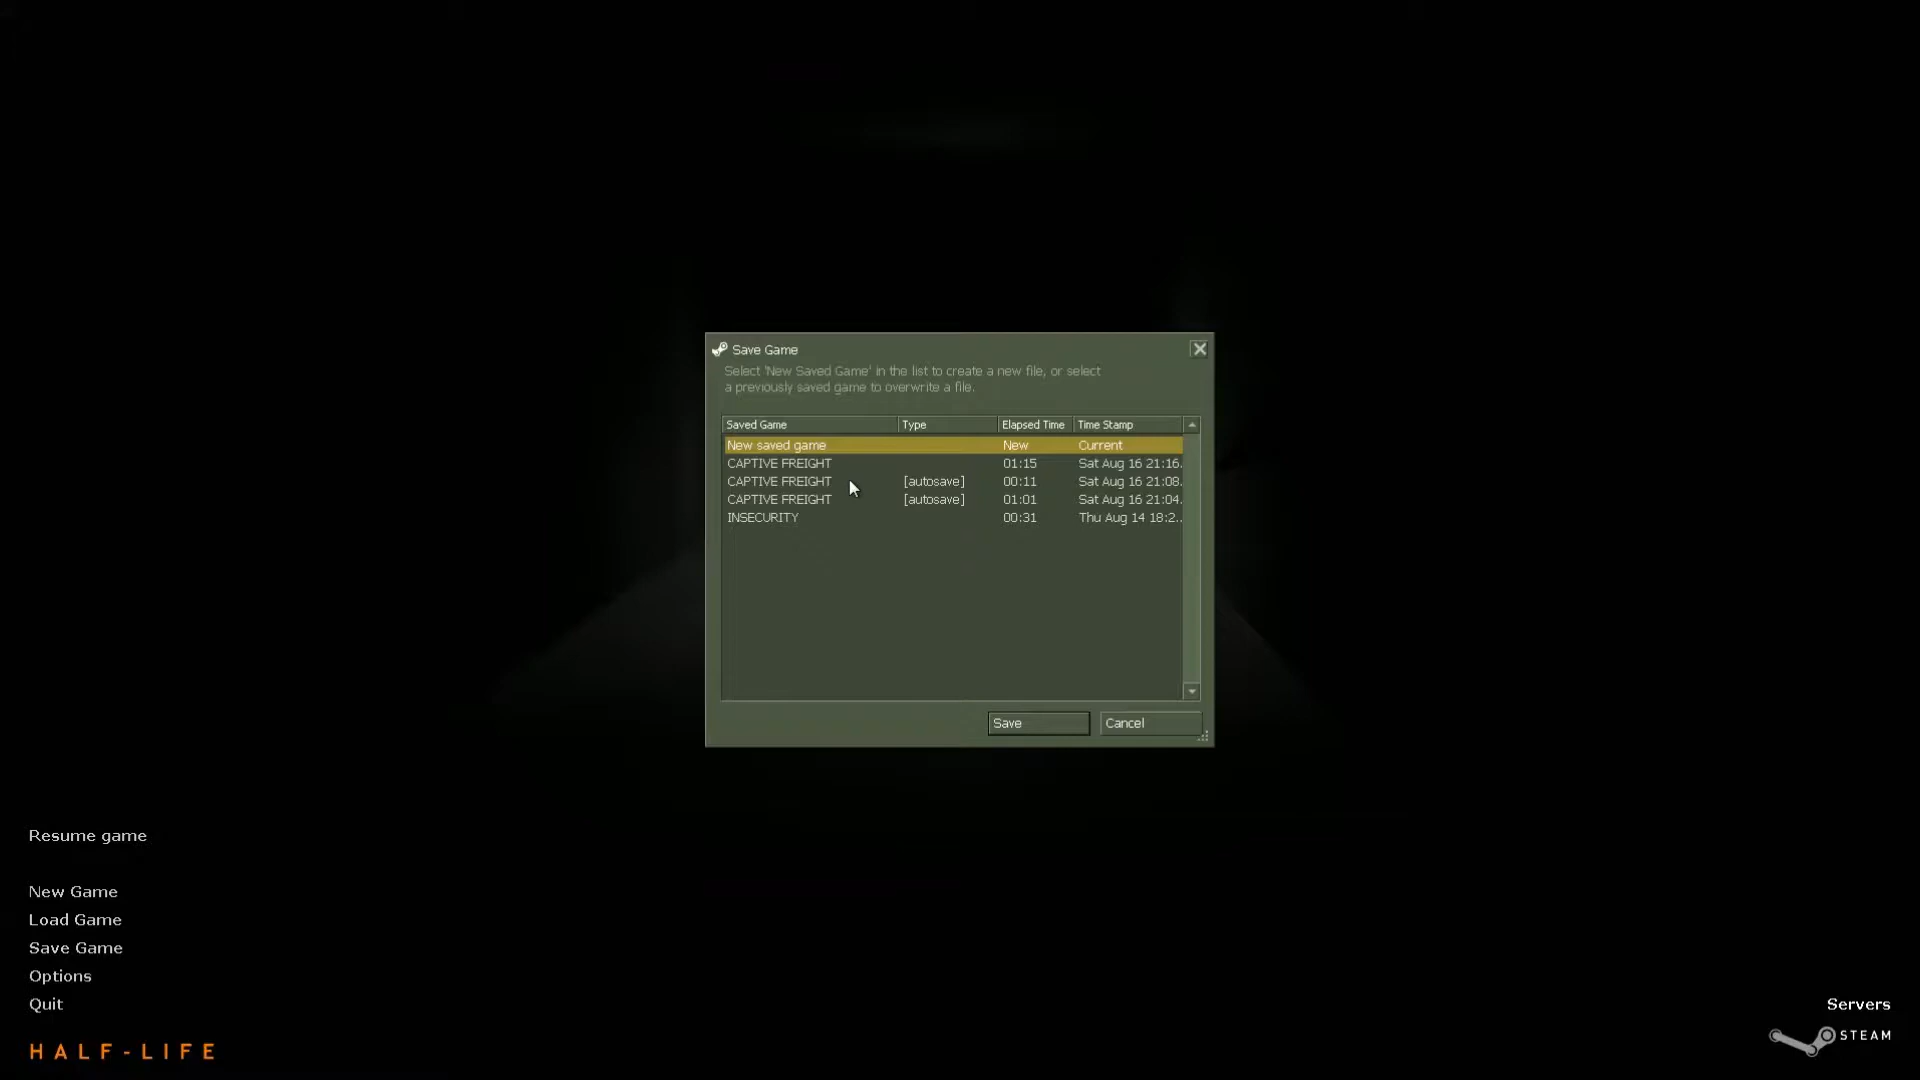 Save Game
Select 'New Saved Game' in the list to create a new file, or select
a previously saved game to overwrite a file.
Saved Game Type Elapsed Time Time Stamp
New saved game New Current
CAPTIVE FREIGHT 01:15 Sat Aug 16 21:16.
CAPTIVE FREIGHT [autosave] 00:11 Sat Aug 16 21:08.
CAPTIVE FREIGHT [autosave] 01:01 Sat Aug 16 21:04.
INSECURITY 00:31 Thu Aug 14 18:2..
Save Cancel
Resume game
New Game
Load Game
Save Game
Options
Quit
HALF-LIFE
Servers
STEAM